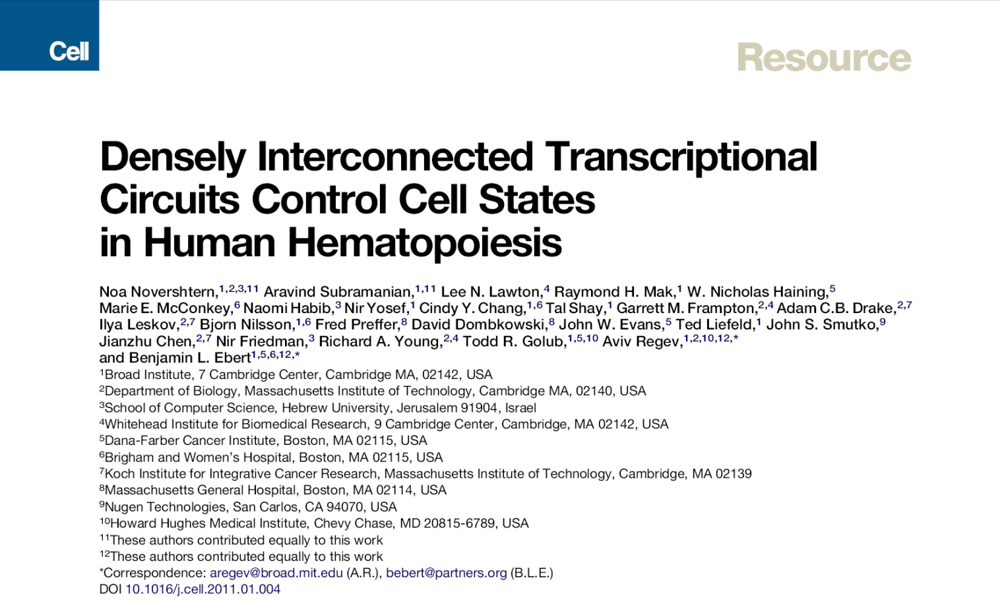 Cell
Resource
Densely Interconnected Transcriptional
Circuits Control Cell States
in Human Hematopoiesis
Noa Novershtern,1,2,3,11 Aravind Subramanian,1,11 Lee N. Lawton,4 Raymond H. Mak,1 W. Nicholas Haining,5
Marie E. McConkey,6 Naomi Habib,3 Nir Yosef,1 Cindy Y. Chang,1,6 Tal Shay,1 Garrett M. Frampton,2,4 Adam C.B. Drake,2,7
Ilya Leskov,2,7 Bjorn Nilsson,1,6 Fred Preffer,8 David Dombkowski,8 John W. Evans,5 Ted Liefeld,1 John S. Smutko,9
Jianzhu Chen,2,7 Nir Friedman,3 Richard A. Young,2,4 Todd R. Golub,1,5,10 Aviv Regev,1,2,10,12,*
and Benjamin L. Ebert1,5,6,12,*
1Broad Institute, 7 Cambridge Center, Cambridge MA, 02142, USA
2Department of Biology, Massachusetts Institute of Technology, Cambridge MA, 02140, USA
3School of Computer Science, Hebrew University, Jerusalem 91904, Israel
4Whitehead Institute for Biomedical Research, 9 Cambridge Center, Cambridge, MA 02142, USA
5Dana-Farber Cancer Institute, Boston, MA 02115, USA
6Brigham and Women's Hospital, Boston, MA 02115, USA
7Koch Institute for Integrative Cancer Research, Massachusetts Institute of Technology, Cambridge, MA 02139
8Massachusetts General Hospital, Boston, MA 02114, USA
9Nugen Technologies, San Carlos, CA 94070, USA
10Howard Hughes Medical Institute, Chevy Chase, MD 20815-6789, USA
11These authors contributed equally to this work
12These authors contributed equally to this work
*Correspondence: aregev@broad.mit.edu (A.R.), bebert@partners.org (B.L.E.)
DOI 10.1016/j.cell.2011.01.004